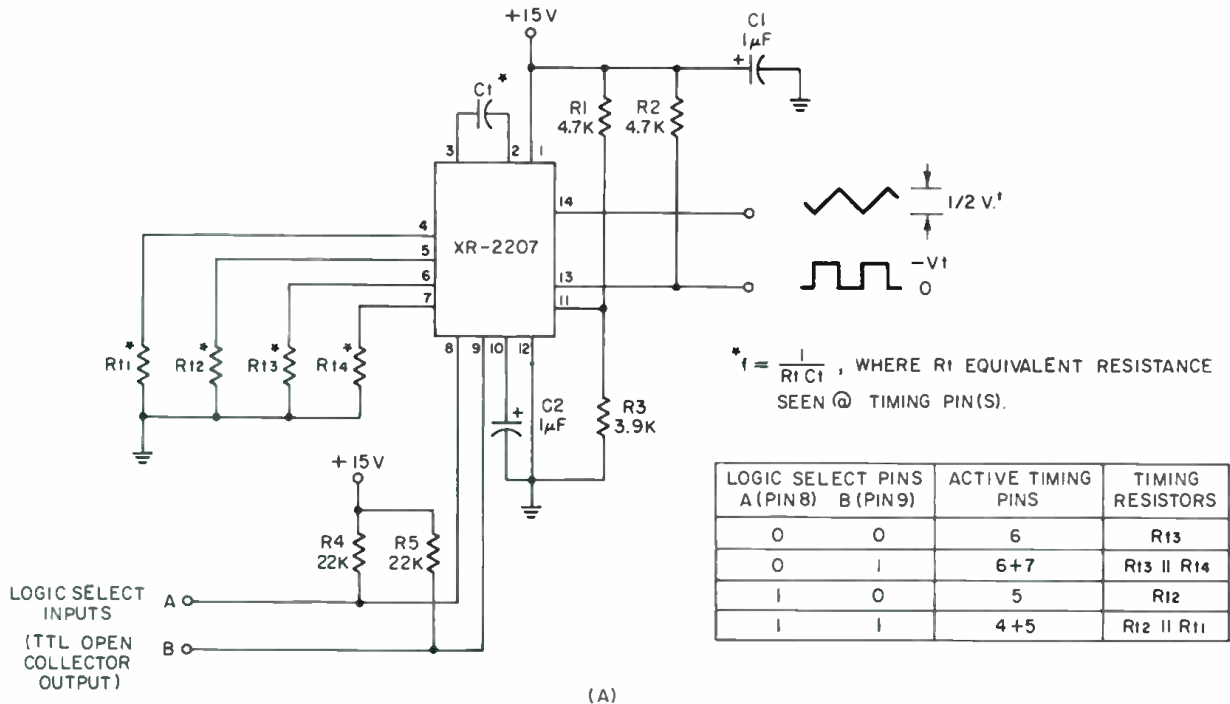 +15V
C1
1µF
+
Ct *
R1
4.7K
R2
4.7K
3
2
1
14
1/2 V.†
4
5
XR-2207
6
13
-Vt
0
7
11
8
9
10
12
Rt1 *
Rt2 *
Rt3 *
Rt4 *
+
C2
1µF
R3
3.9K
*f = 1 / Rt Ct , WHERE Rt EQUIVALENT RESISTANCE
SEEN @ TIMING PIN(S).
+15V
R4
22K
R5
22K
LOGIC SELECT
INPUTS
A
(TTL OPEN
COLLECTOR
OUTPUT)
B
LOGIC SELECT PINS ACTIVE TIMING TIMING
A (PIN 8) B (PIN 9) PINS RESISTORS
0 0 6 Rt3
0 1 6+7 Rt3 || Rt4
1 0 5 Rt2
1 1 4+5 Rt2 || Rt1
(A)